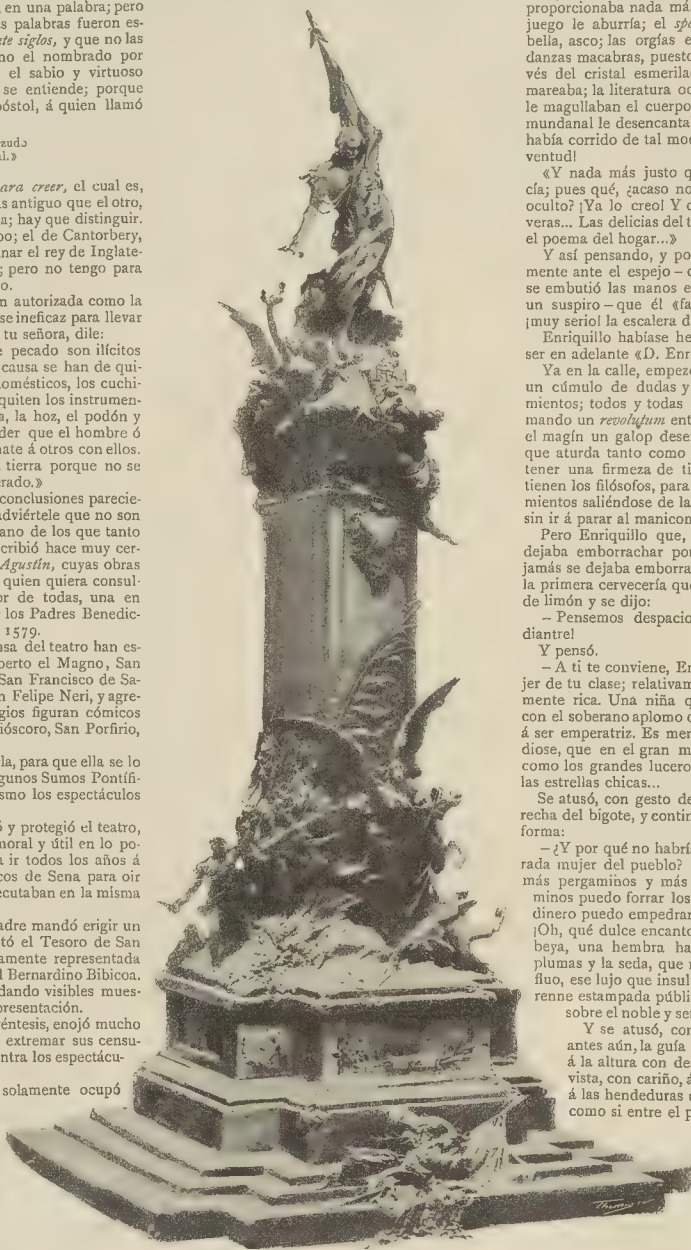 , en una palabra; pero
s palabras fueron es-
ete siglos, y que no las
no el nombrado por
el sabio y virtuoso
se entiende; porque
póstol, á quien llamó
zudo
al.»
ara creer, el cual es,
ás antiguo que el otro,
a; hay que distinguir.
po; el de Cantorbery,
nar el rey de Inglate-
; pero no tengo para
o.
n autorizada como la
se ineficaz para llevar
tu señora, dile:
e pecado son ilícitos
causa se han de qui-
omésticos, los cuchi-
quiten los instrumen-
a, la hoz, el podón y
der que el hombre ó
mate á otros con ellos.
tierra porque no se
erado.»
conclusiones parecie-
adviértele que no son
ano de los que tanto
cribió hace muy cer-
Agustín, cuyas obras
quien quiera consul-
or de todas, una en
los Padres Benedic-
1579.
nsa del teatro han es-
berto el Magno, San
San Francisco de Sa-
n Felipe Neri, y agre-
gios figuran cómicos
ióscoro, San Porfirio,
la, para que ella se lo
gunos Sumos Pontífi-
smo los espectáculos
ó y protegió el teatro,
moral y útil en lo po-
a ir todos los años á
cos de Sena para oir
ecutaban en la misma
adre mandó erigir un
tó el Tesoro de San
amente representada
l Bernardino Bibicoa.
dando visibles mues-
presentación.
réntesis, enojó mucho
extremar sus censu-
ntra los espectácu-
solamente ocupó
proporcionaba nada más
juego le aburría; el spo
bella, asco; las orgías e
danzas macabras, puesto
vés del cristal esmerila
mareaba; la literatura oc
le magullaban el cuerpo
mundanal le desencanta
había corrido de tal mod
ventud!
«Y nada más justo q
cía; pues qué, ¿acaso no
oculto? ¡Ya lo creo! Y d
veras... Las delicias del t
el poema del hogar...»
Y así pensando, y po
mente ante el espejo – c
se embutió las manos e
un suspiro – que él «fa
¡muy serio! la escalera d
Enriquillo habíase he
ser en adelante «D. Enr
Ya en la calle, empezó
un cúmulo de dudas y
mientos; todos y todas
mando un revolutum ent
el magín un galop dese
que aturda tanto como
tener una firmeza de ti
tienen los filósofos, para
mientos saliéndose de la
sin ir á parar al manicom
Pero Enriquillo que,
dejaba emborrachar por
jamás se dejaba emborra
la primera cervecería que
de limón y se dijo:
– Pensemos despacio
diantre!
Y pensó.
– A ti te conviene, En
jer de tu clase; relativam
mente rica. Una niña q
con el soberano aplomo d
á ser emperatriz. Es mer
diose, que en el gran m
como los grandes lucero
las estrellas chicas...
Se atusó, con gesto de
recha del bigote, y contin
forma:
– ¿Y por qué no habrí
rada mujer del pueblo?
más pergaminos y más
minos puedo forrar los
dinero puedo empedrar
¡Oh, qué dulce encanto
beya, una hembra ha
plumas y la seda, que n
fluo, ese lujo que insul
renne estampada públi
sobre el noble y sen
Y se atusó, con
antes aún, la guía
á la altura con de
vista, con cariño, á
á las hendeduras d
como si entre el p